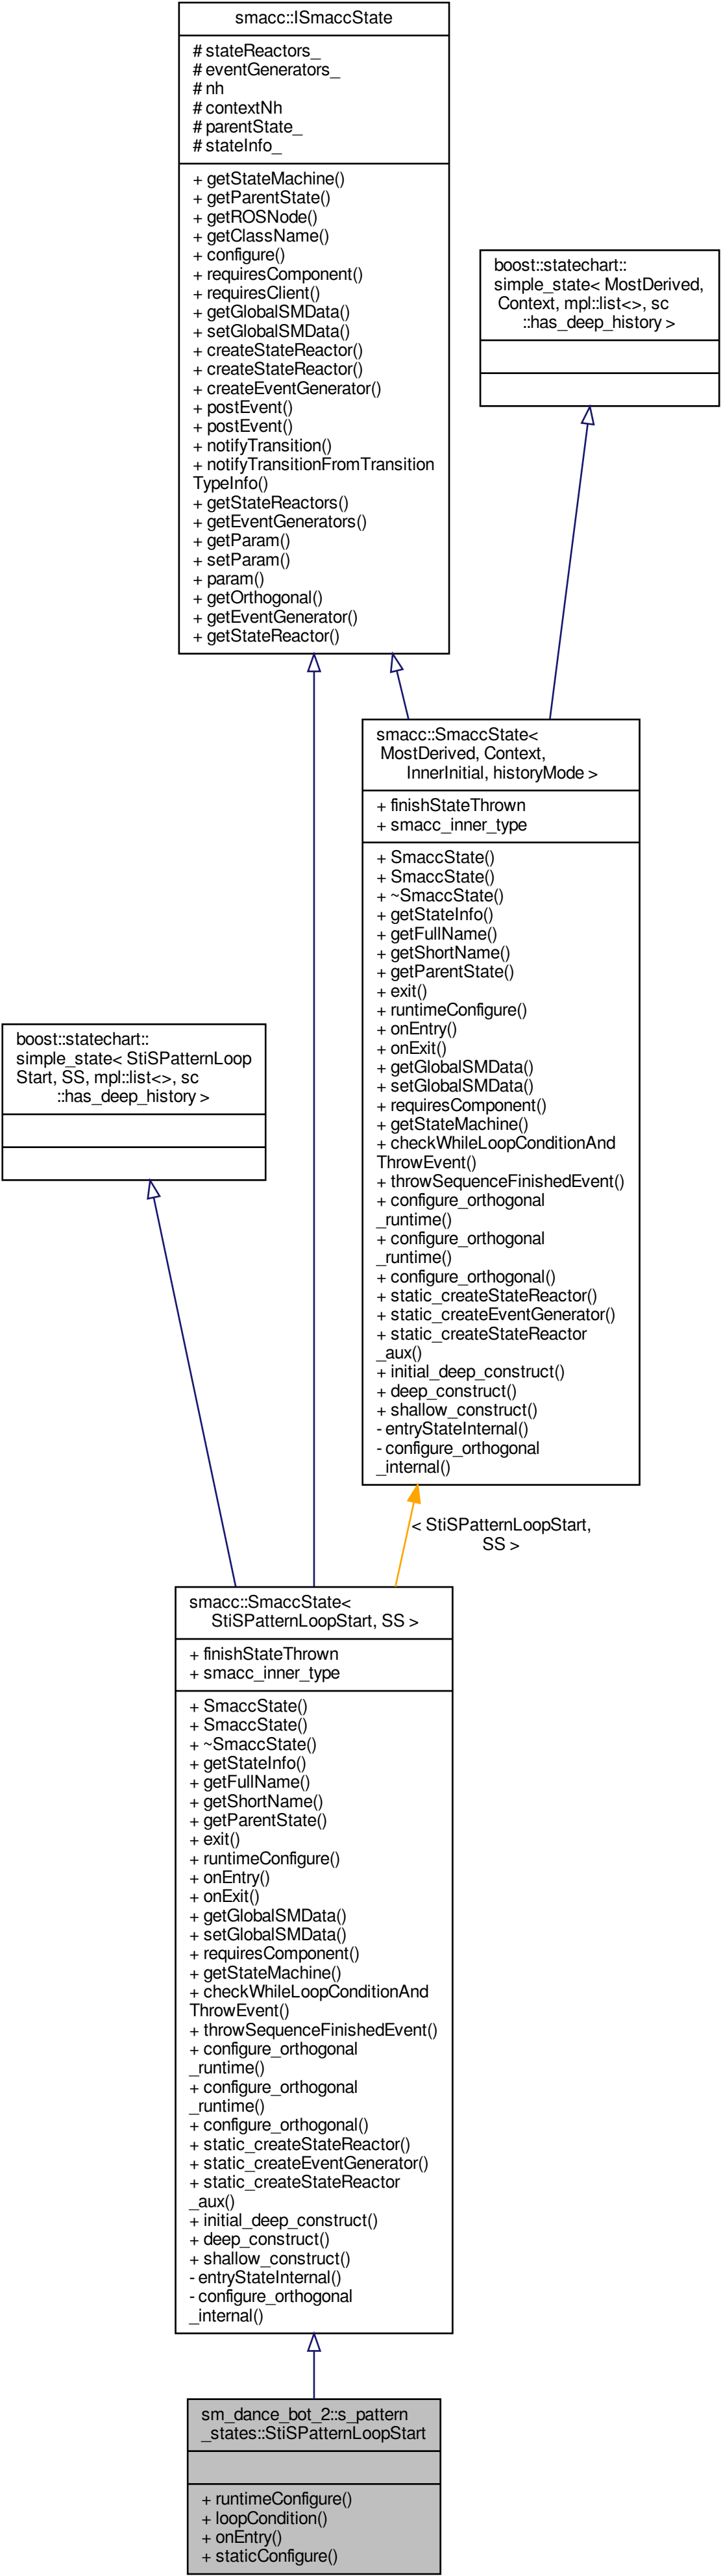 smacc::ISmaccState
# stateReactors_
# eventGenerators_
# nh
# contextNh
# parentState_
# stateInfo_
+ getStateMachine()
+ getParentState()
+ getROSNode()
+ getClassName()
+ configure()
+ requiresComponent()
+ requiresClient()
+ getGlobalSMData()
+ setGlobalSMData()
+ createStateReactor()
+ createStateReactor()
+ createEventGenerator()
+ postEvent()
+ postEvent()
+ notifyTransition()
+ notifyTransitionFromTransition
TypeInfo()
+ getStateReactors()
+ getEventGenerators()
+ getParam()
+ setParam()
+ param()
+ getOrthogonal()
+ getEventGenerator()
+ getStateReactor()
boost::statechart::
simple_state< MostDerived,
Context, mpl::list<>, sc
::has_deep_history >
smacc::SmaccState<
MostDerived, Context,
InnerInitial, historyMode >
+ finishStateThrown
+ smacc_inner_type
+ SmaccState()
+ SmaccState()
+ ~SmaccState()
+ getStateInfo()
+ getFullName()
+ getShortName()
+ getParentState()
+ exit()
+ runtimeConfigure()
+ onEntry()
+ onExit()
+ getGlobalSMData()
+ setGlobalSMData()
+ requiresComponent()
+ getStateMachine()
+ checkWhileLoopConditionAnd
ThrowEvent()
+ throwSequenceFinishedEvent()
+ configure_orthogonal
_runtime()
+ configure_orthogonal
_runtime()
+ configure_orthogonal()
+ static_createStateReactor()
+ static_createEventGenerator()
+ static_createStateReactor
_aux()
+ initial_deep_construct()
+ deep_construct()
+ shallow_construct()
- entryStateInternal()
- configure_orthogonal
_internal()
boost::statechart::
simple_state< StiSPatternLoop
Start, SS, mpl::list<>, sc
::has_deep_history >
< StiSPatternLoopStart,
SS >
smacc::SmaccState<
StiSPatternLoopStart, SS >
+ finishStateThrown
+ smacc_inner_type
+ SmaccState()
+ SmaccState()
+ ~SmaccState()
+ getStateInfo()
+ getFullName()
+ getShortName()
+ getParentState()
+ exit()
+ runtimeConfigure()
+ onEntry()
+ onExit()
+ getGlobalSMData()
+ setGlobalSMData()
+ requiresComponent()
+ getStateMachine()
+ checkWhileLoopConditionAnd
ThrowEvent()
+ throwSequenceFinishedEvent()
+ configure_orthogonal
_runtime()
+ configure_orthogonal
_runtime()
+ configure_orthogonal()
+ static_createStateReactor()
+ static_createEventGenerator()
+ static_createStateReactor
_aux()
+ initial_deep_construct()
+ deep_construct()
+ shallow_construct()
- entryStateInternal()
- configure_orthogonal
_internal()
sm_dance_bot_2::s_pattern
_states::StiSPatternLoopStart
+ runtimeConfigure()
+ loopCondition()
+ onEntry()
+ staticConfigure()